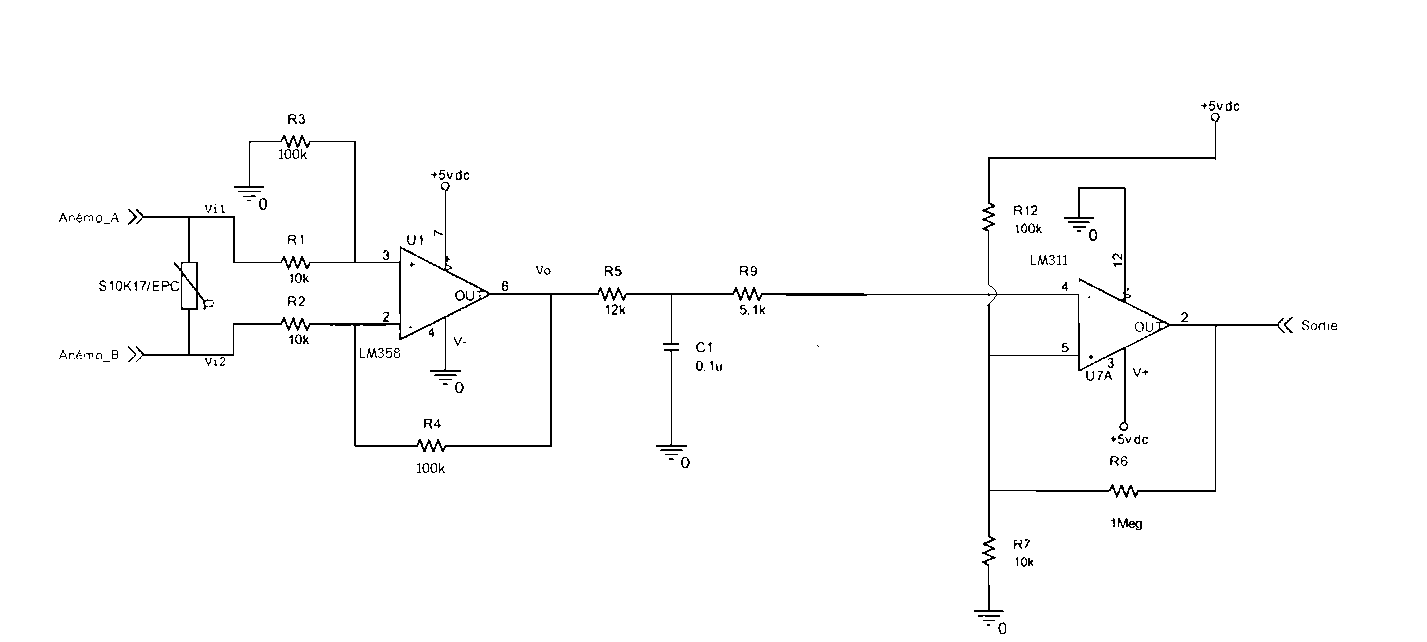 +5vdc
R3
100k
+5vdc
0
7
Anémo_A
Vi1
R12
100k
0
R1
U1
LM311
12
3
+
10k
Vo
R5
R9
S10K17/EPC
OUT
6
4
-
R2
12k
5.1k
2
-
OUT
2
Sortie
10k
4
V-
C1
5
+
Anémo_B
Vi2
LM358
0.1u
3
U7A
V+
0
R4
+5vdc
100k
0
R6
1Meg
R7
10k
0